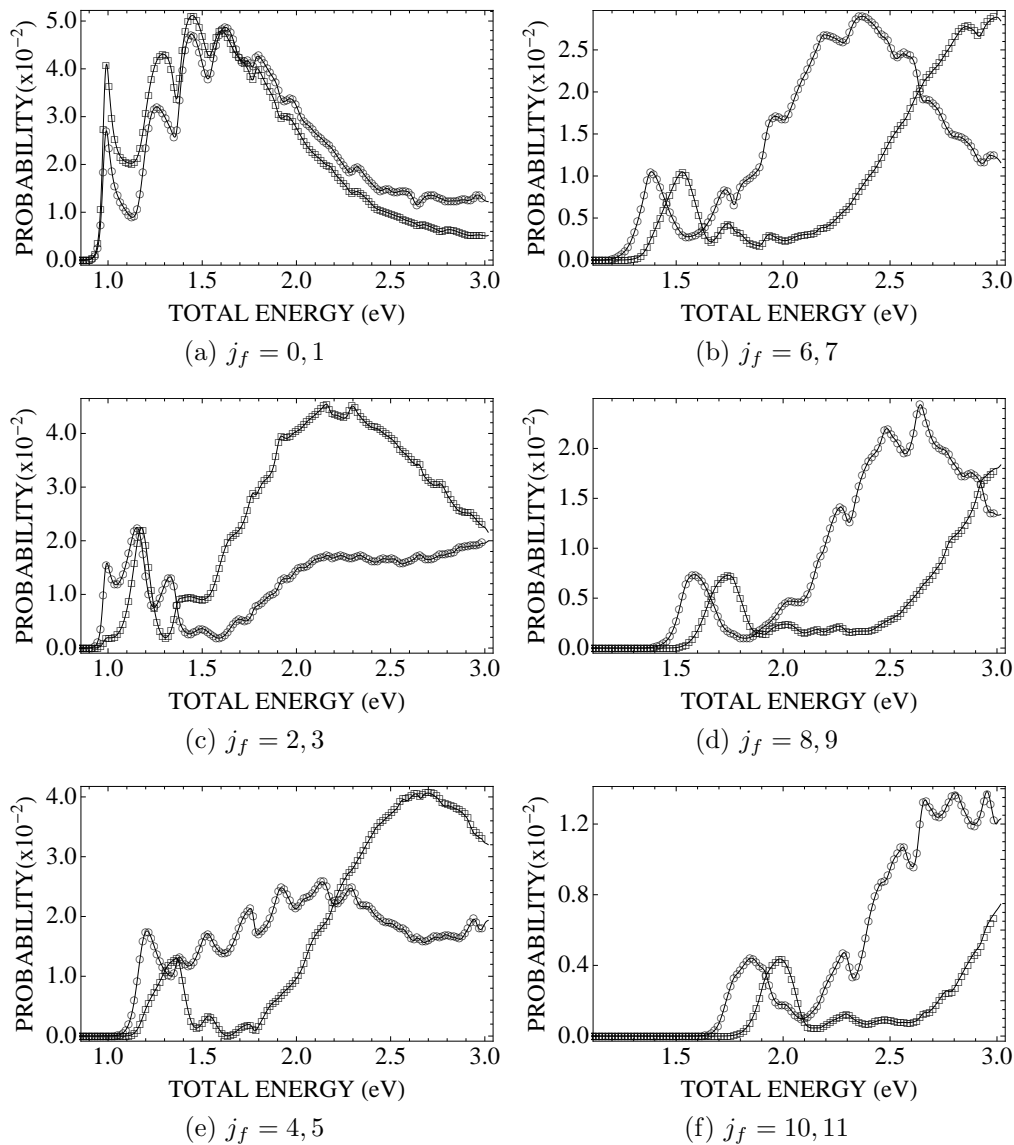 PROBABILITY(x10⁻²)
5.0
4.0
3.0
2.0
1.0
0.0
1.0 1.5 2.0 2.5 3.0
TOTAL ENERGY (eV)
(a) j_f = 0, 1
PROBABILITY(x10⁻²)
2.5
2.0
1.5
1.0
0.5
0.0
1.5 2.0 2.5 3.0
TOTAL ENERGY (eV)
(b) j_f = 6, 7
PROBABILITY(x10⁻²)
4.0
3.0
2.0
1.0
0.0
1.0 1.5 2.0 2.5 3.0
TOTAL ENERGY (eV)
(c) j_f = 2, 3
PROBABILITY(x10⁻²)
2.0
1.5
1.0
0.5
0.0
1.5 2.0 2.5 3.0
TOTAL ENERGY (eV)
(d) j_f = 8, 9
PROBABILITY(x10⁻²)
4.0
3.0
2.0
1.0
0.0
1.0 1.5 2.0 2.5 3.0
TOTAL ENERGY (eV)
(e) j_f = 4, 5
PROBABILITY(x10⁻²)
1.2
0.8
0.4
0.0
1.5 2.0 2.5 3.0
TOTAL ENERGY (eV)
(f) j_f = 10, 11